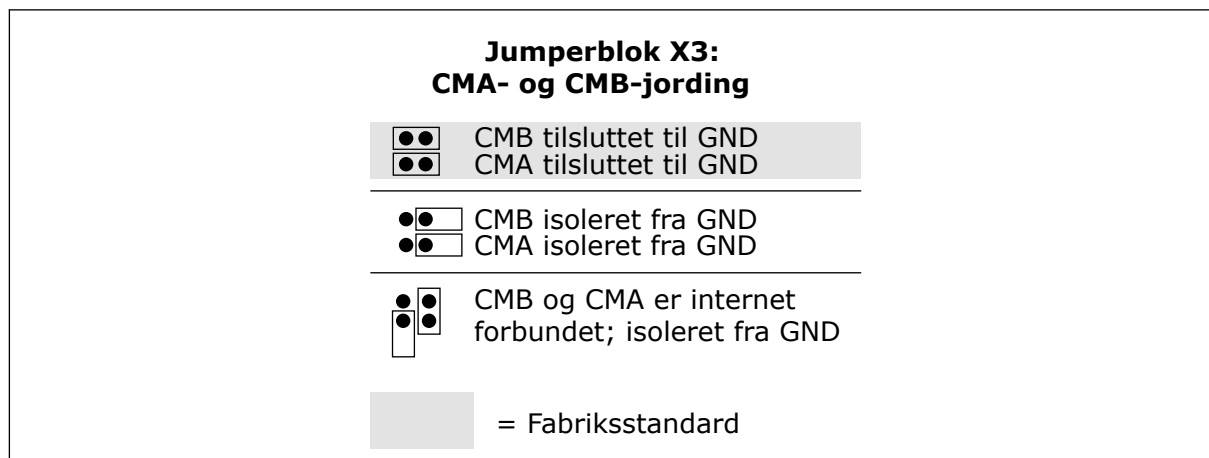 Jumperblok X3:
CMA- og CMB-jording
CMB tilsluttet til GND
CMA tilsluttet til GND
CMB isoleret fra GND
CMA isoleret fra GND
CMB og CMA er internet
forbundet; isoleret fra GND
= Fabriksstandard